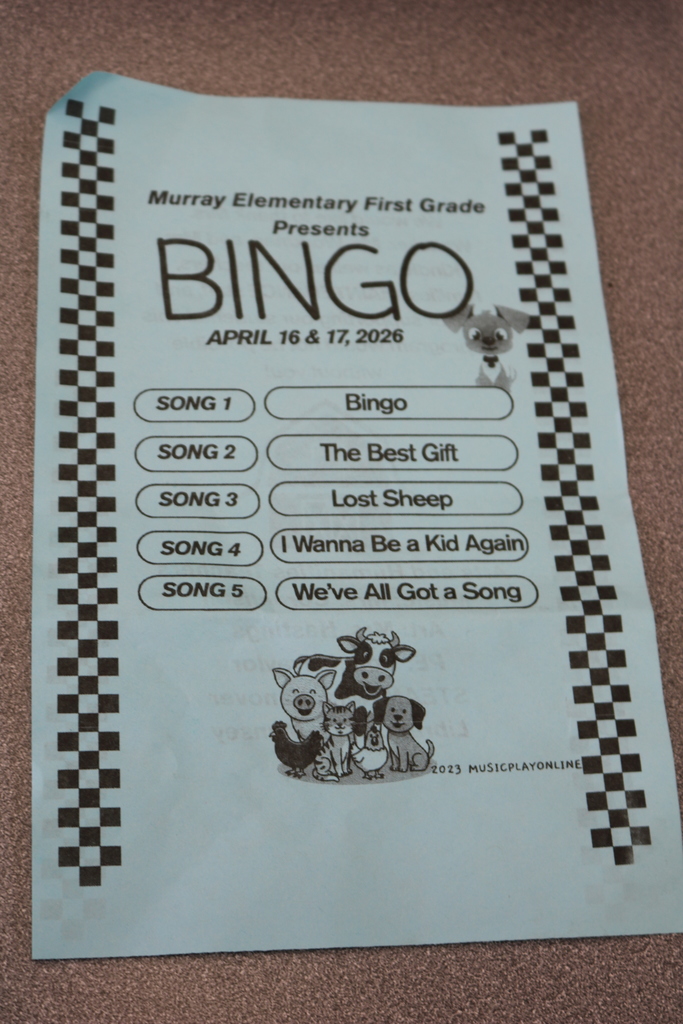 Murray Elementary First Grade
Presents
BINGO
APRIL 16 & 17, 2026
SONG 1 Bingo
SONG 2 The Best Gift
SONG 3 Lost Sheep
SONG 4 I Wanna Be a Kid Again
SONG 5 We've All Got a Song
2023 MUSICPLAYONLINE